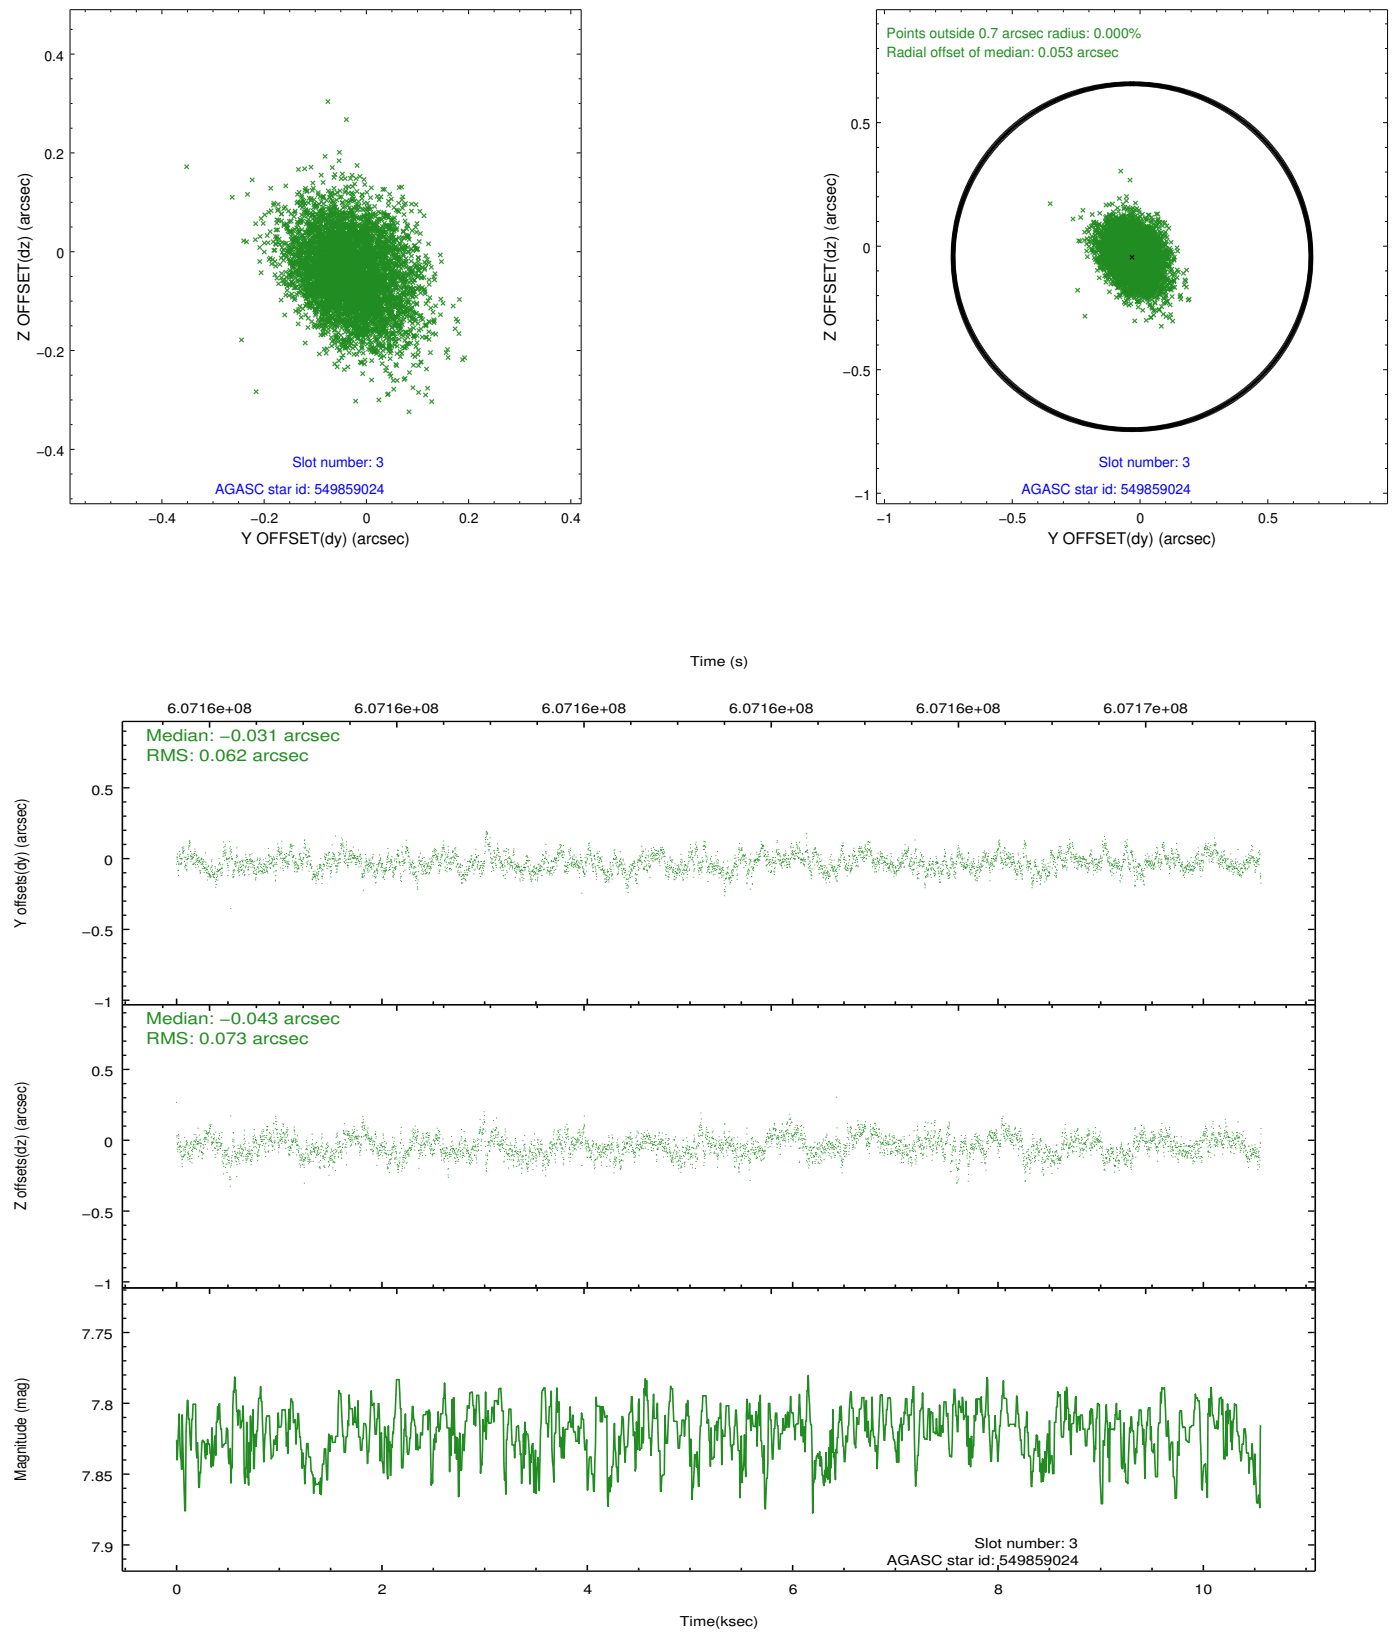 0.4
0.2
0
−0.2
−0.4
Z OFFSET(dz) (arcsec)
Slot number: 3
AGASC star id: 549859024
−0.4
−0.2
0
0.2
0.4
Y OFFSET(dy) (arcsec)
Points outside 0.7 arcsec radius: 0.000%
Radial offset of median: 0.053 arcsec
0.5
0
−0.5
−1
Z OFFSET(dz) (arcsec)
Slot number: 3
AGASC star id: 549859024
−1
−0.5
0
0.5
Y OFFSET(dy) (arcsec)
Time (s)
6.0716e+08
6.0716e+08
6.0716e+08
6.0716e+08
6.0716e+08
6.0717e+08
Median: −0.031 arcsec
RMS: 0.062 arcsec
0.5
0
−0.5
−1
Y offsets(dy) (arcsec)
Median: −0.043 arcsec
RMS: 0.073 arcsec
0.5
0
−0.5
−1
Z offsets(dz) (arcsec)
7.75
7.8
7.85
7.9
Magnitude (mag)
Slot number: 3
AGASC star id: 549859024
0
2
4
6
8
10
Time(ksec)